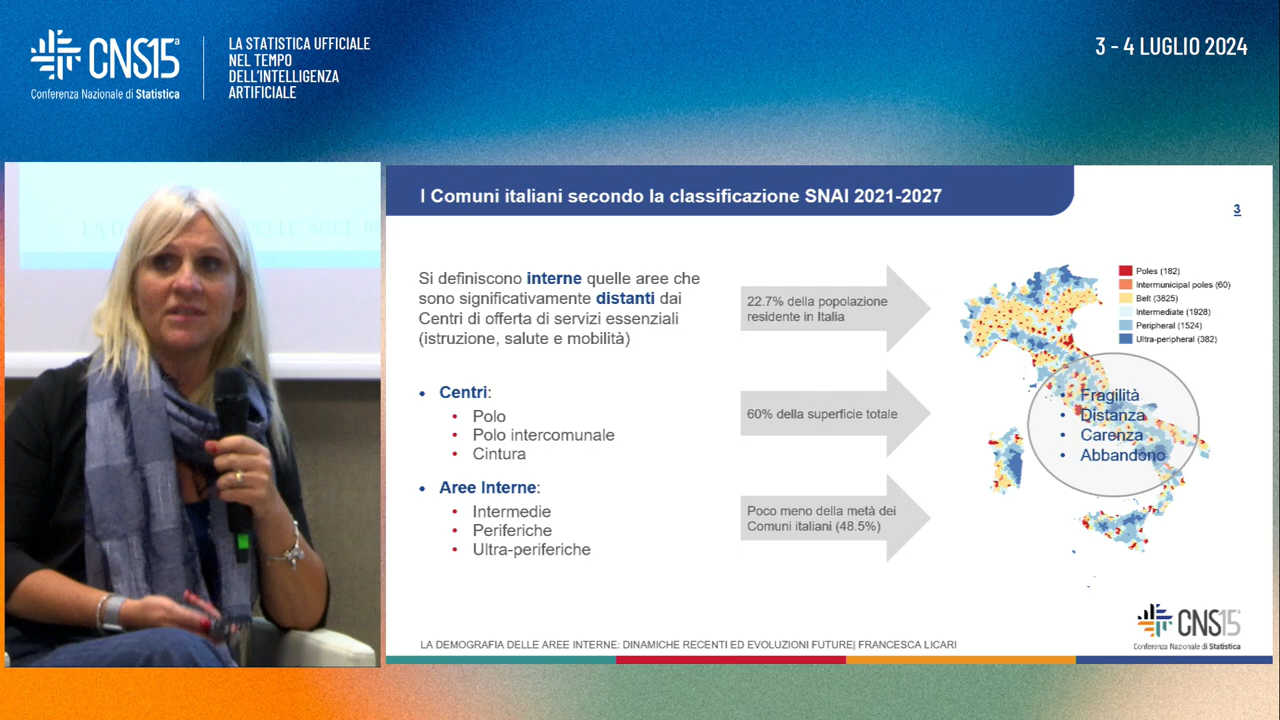 CNS15ª
Conferenza Nazionale di Statistica
LA STATISTICA UFFICIALE
NEL TEMPO
DELL'INTELLIGENZA
ARTIFICIALE
3 - 4 LUGLIO 2024
I Comuni italiani secondo la classificazione SNAI 2021-2027
3
Si definiscono interne quelle aree che
sono significativamente distanti dai
Centri di offerta di servizi essenziali
(istruzione, salute e mobilità)
• Centri:
• Polo
• Polo intercomunale
• Cintura
• Aree Interne:
• Intermedie
• Periferiche
• Ultra-periferiche
22.7% della popolazione
residente in Italia
60% della superficie totale
Poco meno della metà dei
Comuni italiani (48.5%)
Poles (182)
Intermunicipal poles (60)
Belt (3825)
Intermediate (1928)
Peripheral (1524)
Ultra-peripheral (382)
• Fragilità
• Distanza
• Carenza
• Abbandono
LA DEMOGRAFIA DELLE AREE INTERNE: DINAMICHE RECENTI ED EVOLUZIONI FUTURE| FRANCESCA LICARI
CNS15ª
Conferenza Nazionale di Statistica